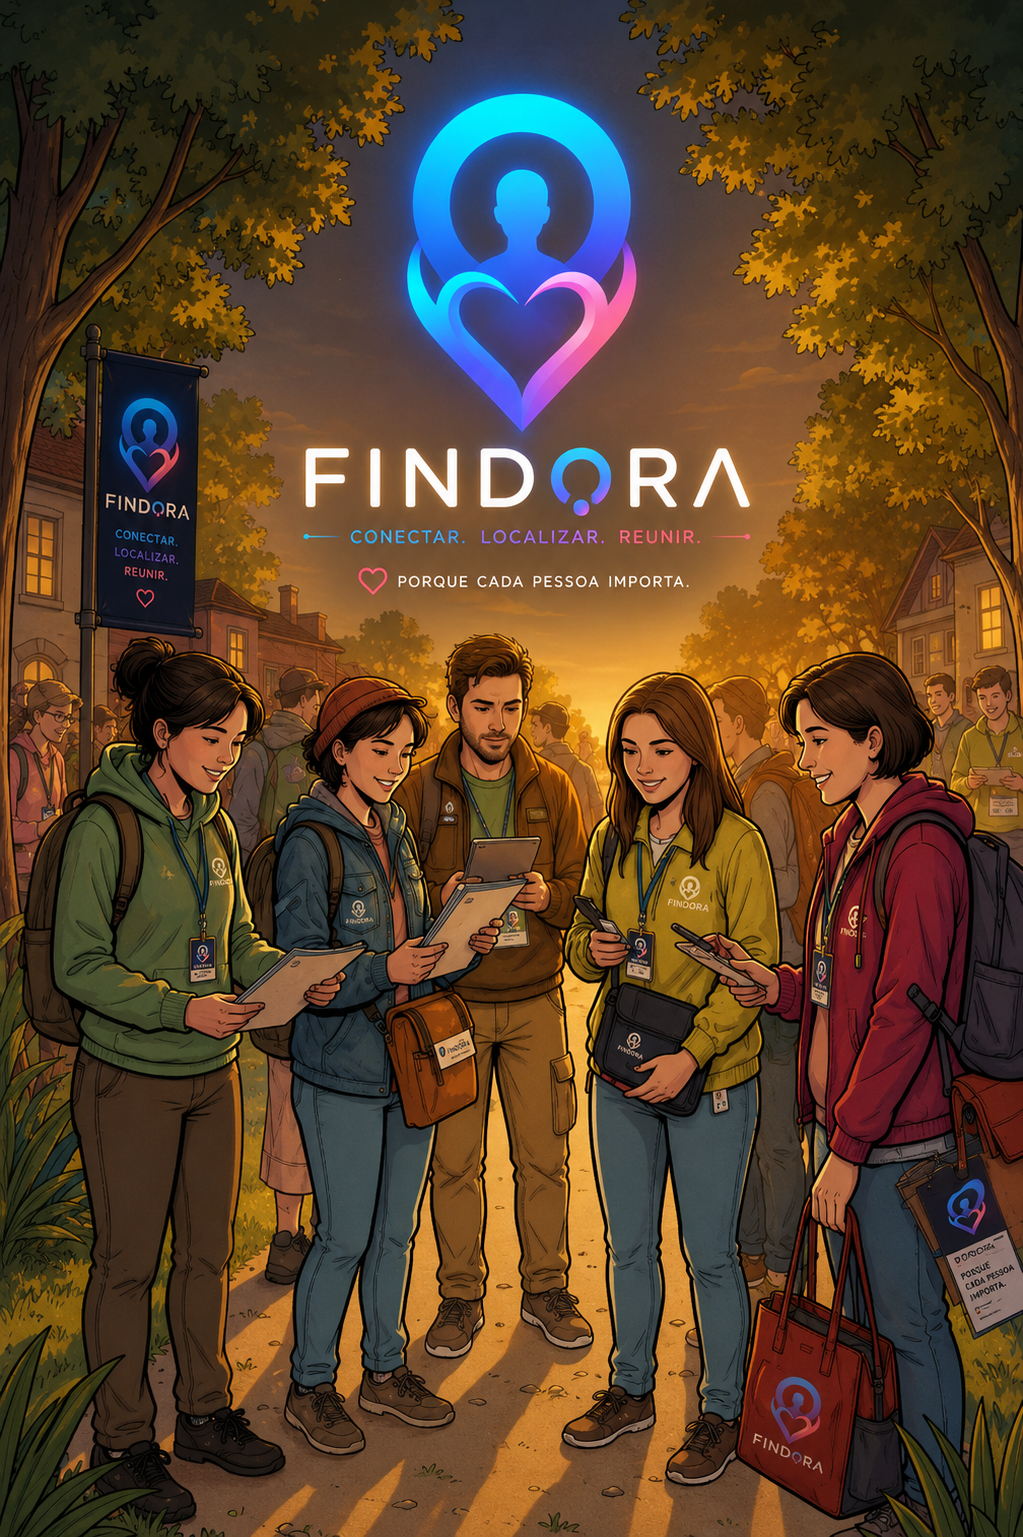 FINDORA
CONECTAR. LOCALIZAR. REUNIR.
PORQUE CADA PESSOA IMPORTA.
FINDORA
CONECTAR.
LOCALIZAR.
REUNIR.
FINDORA
FINDORA
FINDORA
FINDORA
PORQUE
CADA PESSOA
IMPORTA.
FINDORA